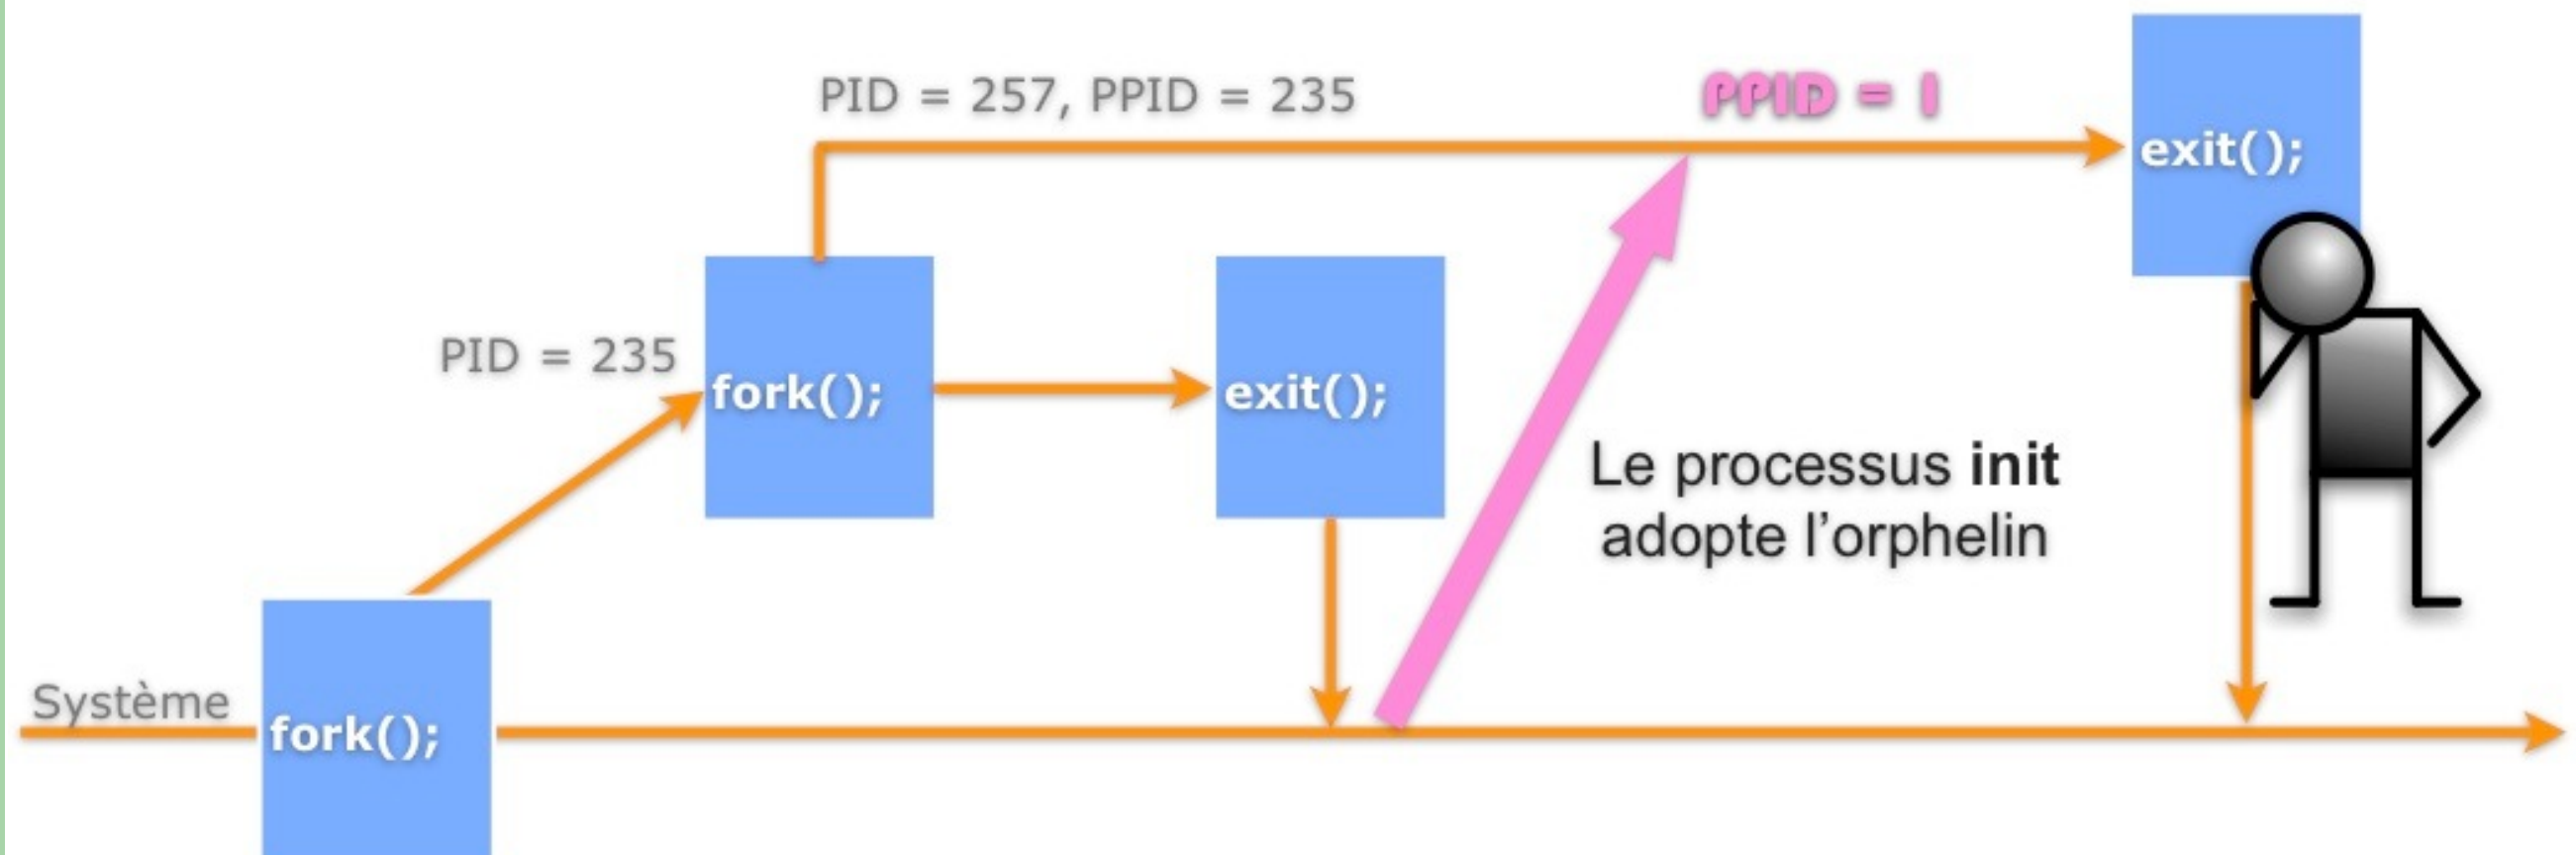 PID = 257, PPID = 235
PPID = 1
exit();
PID = 235
fork();
exit();
Le processus init
adopte l'orphelin
Système
fork();